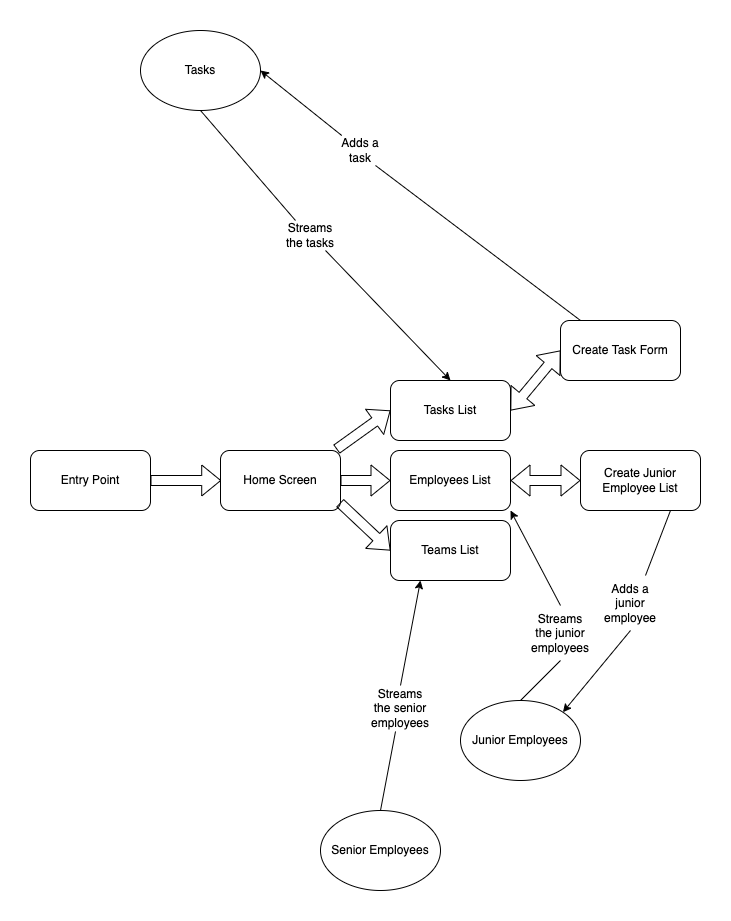 Tasks
Adds a
task
Streams
the tasks
Create Task Form
Tasks List
Entry Point
Home Screen
Employees List
Create Junior
Employee List
Teams List
Adds a
junior
employee
Streams
the junior
employees
Streams
the senior
employees
Junior Employees
Senior Employees